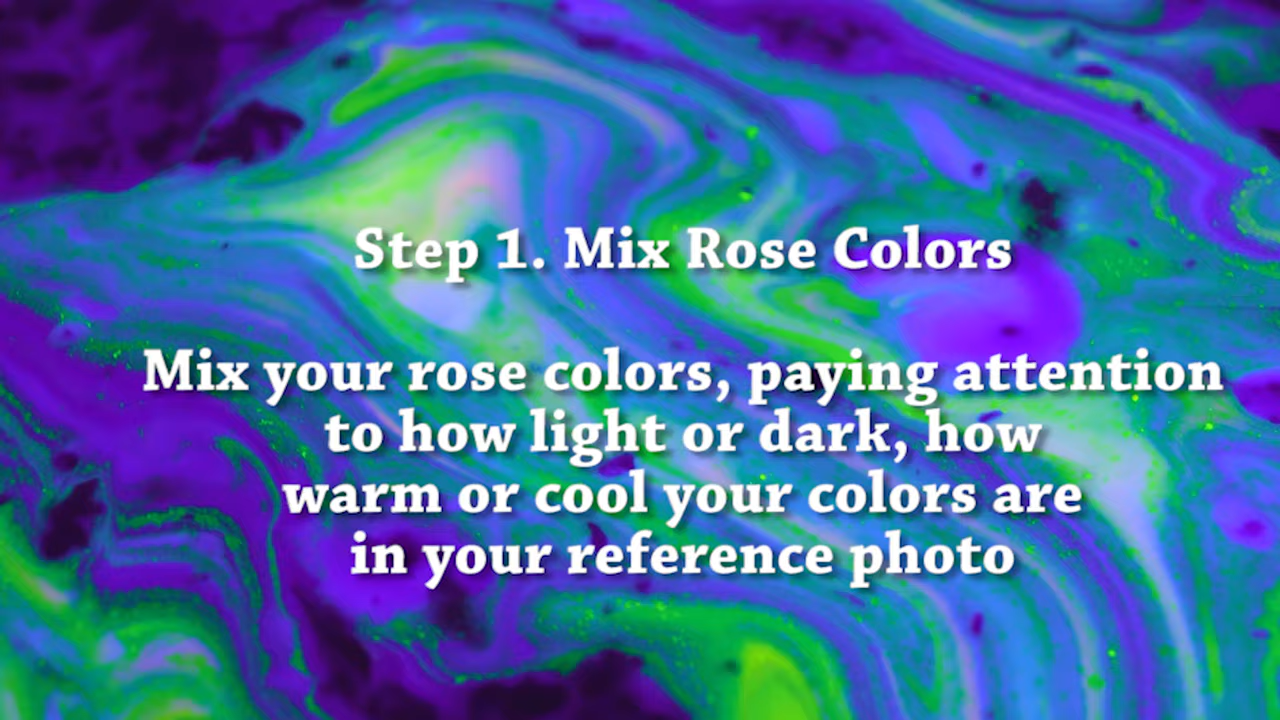 Step 1. Mix Rose Colors
Mix your rose colors, paying attention
to how light or dark, how
warm or cool your colors are
in your reference photo